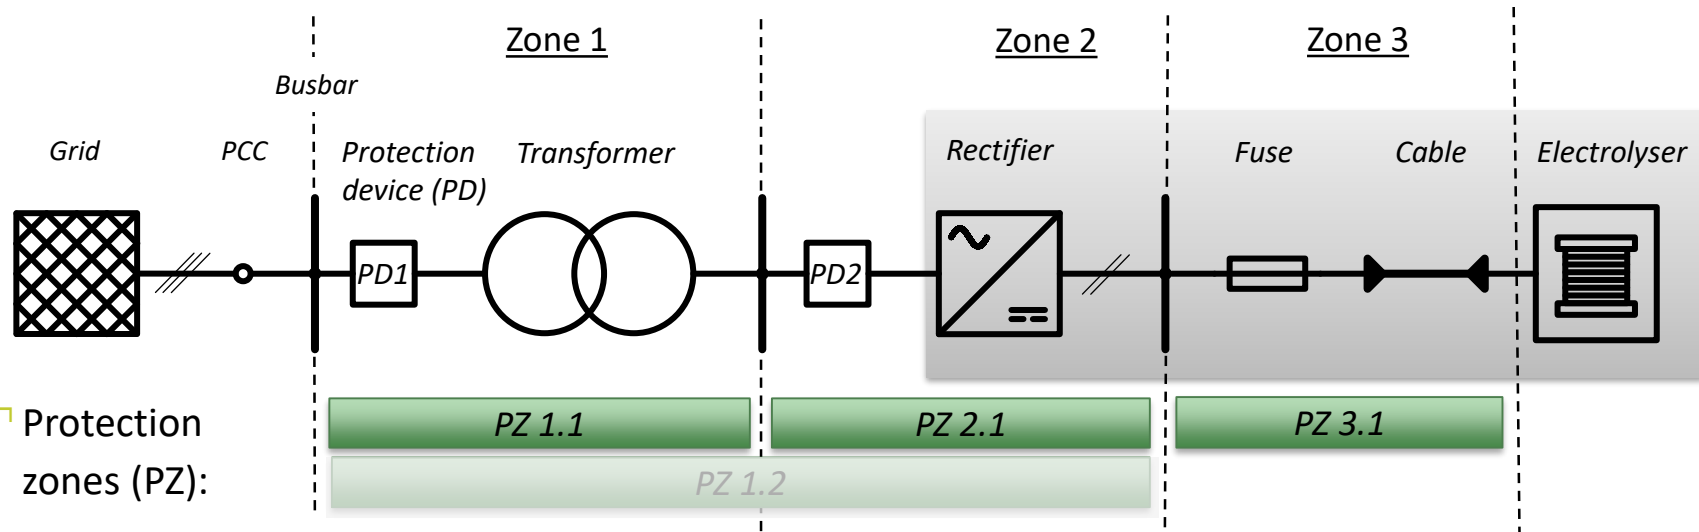 Zone 1
Zone 2
Zone 3
Busbar
Grid
PCC
Protection
device (PD)
Transformer
Rectifier
Fuse
Cable
Electrolyser
PD1
PD2
Protection
zones (PZ):
PZ 1.1
PZ 2.1
PZ 3.1
PZ 1.2